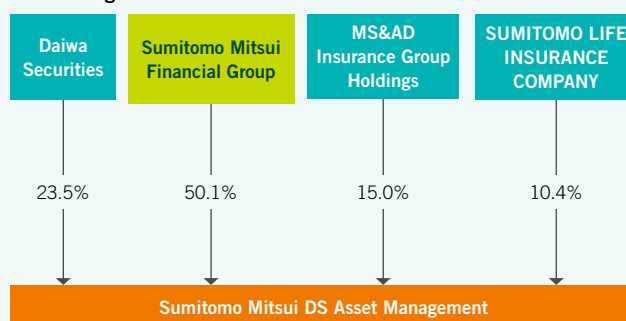 Daiwa
Securities
Sumitomo Mitsui
Financial Group
MS&AD
Insurance Group
Holdings
SUMITOMO LIFE
INSURANCE
COMPANY
23.5%
50.1%
15.0%
10.4%
Sumitomo Mitsui DS Asset Management